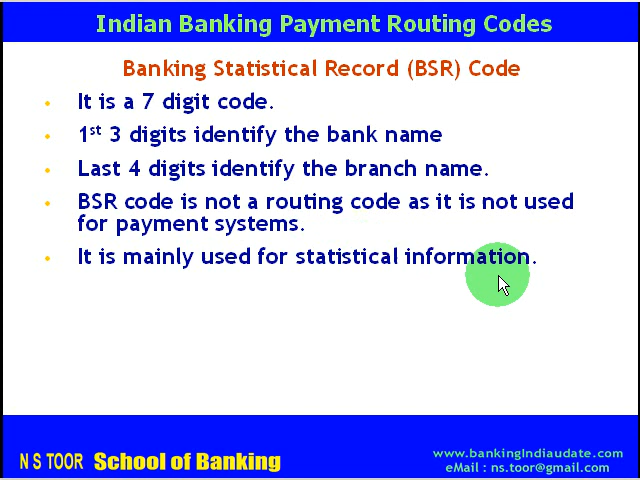 Indian Banking Payment Routing Codes
Banking Statistical Record (BSR) Code
• It is a 7 digit code.
• 1st 3 digits identify the bank name
• Last 4 digits identify the branch name.
• BSR code is not a routing code as it is not used
for payment systems.
• It is mainly used for statistical information.
N S TOOR School of Banking
www.bankingIndiaudate.com
eMail : ns.toor@gmail.com